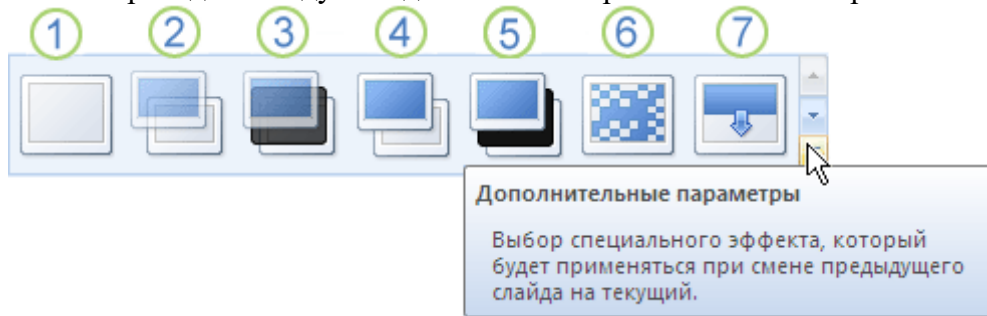 1 2 3 4 5 6 7
Дополнительные параметры
Выбор специального эффекта, который
будет применяться при смене предыдущего
слайда на текущий.